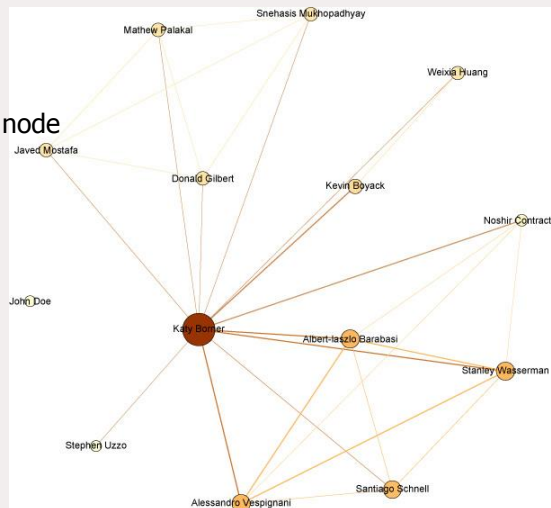 Snehasis Mukhopadhyay
Mathew Palakal
Weixia Huang
node
Javed Mostafa
Donald Gilbert
Kevin Boyack
Noshir Contract
John Doe
Katy Borner
Albert-laszlo Barabasi
Stanley Wasserman
Stephen Uzzo
Santiago Schnell
Alessandro Vespignani